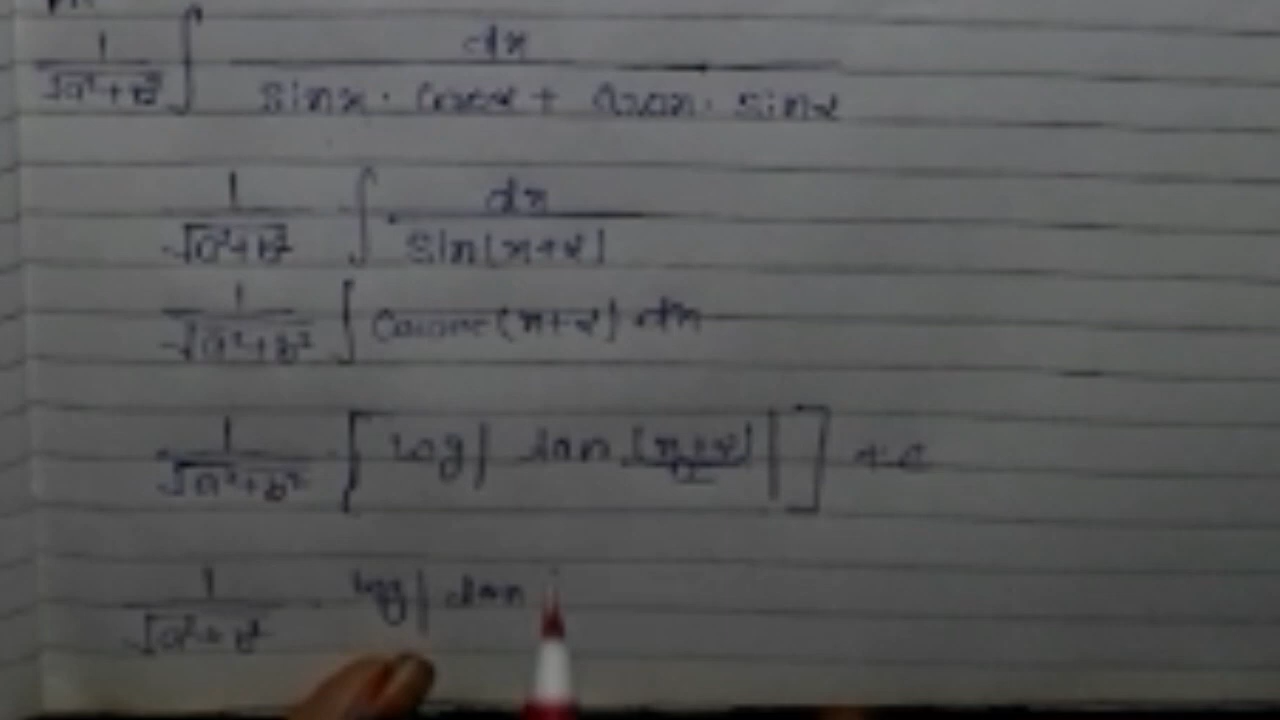 1/√a²+b² ∫ dx / sinx · cosα + cosx · sinα
1/√a²+b² ∫ dx / sin(x+α)
1/√a²+b² ∫ cosec(x+α) dx
1/√a²+b² [ log| tan (x+α)/2 | ] + c
1/√a²+b² log| tan